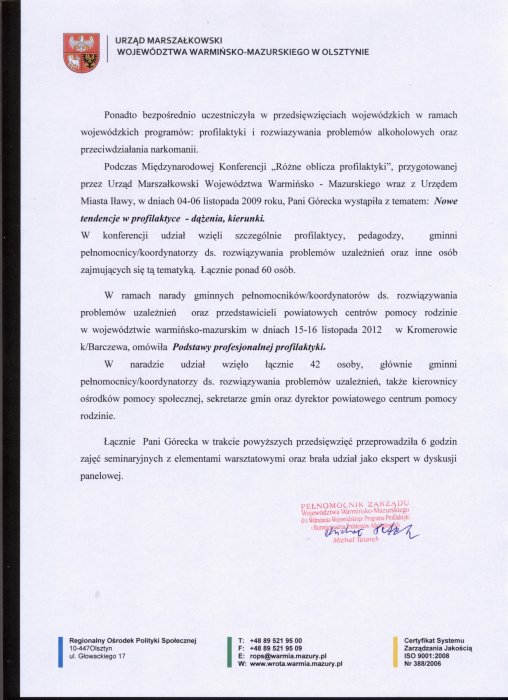 URZĄD MARSZAŁKOWSKI
WOJEWÓDZTWA WARMIŃSKO-MAZURSKIEGO W OLSZTYNIE
Ponadto bezpośrednio uczestniczyła w przedsięwzięciach wojewódzkich w ramach
wojewódzkich programów: profilaktyki i rozwiazywania problemów alkoholowych oraz
przeciwdziałania narkomanii.
Podczas Międzynarodowej Konferencji „Różne oblicza profilaktyki”, przygotowanej
przez Urząd Marszałkowski Województwa Warmińsko - Mazurskiego wraz z Urzędem
Miasta Iławy, w dniach 04-06 listopada 2009 roku, Pani Górecka wystąpiła z tematem: Nowe
tendencje w profilaktyce - dążenia, kierunki.
W konferencji udział wzięli szczególnie profilaktycy, pedagodzy, gminni
pełnomocnicy/koordynatorzy ds. rozwiązywania problemów uzależnień oraz inne osób
zajmujących się tą tematyką. Łącznie ponad 60 osób.
W ramach narady gminnych pełnomocników/koordynatorów ds. rozwiązywania
problemów uzależnień oraz przedstawicieli powiatowych centrów pomocy rodzinie
w województwie warmińsko-mazurskim w dniach 15-16 listopada 2012 w Kromerowie
k/Barczewa, omówiła Podstawy profesjonalnej profilaktyki.
W naradzie udział wzięło łącznie 42 osoby, głównie gminni
pełnomocnicy/koordynatorzy ds. rozwiązywania problemów uzależnień, także kierownicy
ośrodków pomocy społecznej, sekretarze gmin oraz dyrektor powiatowego centrum pomocy
rodzinie.
Łącznie Pani Górecka w trakcie powyższych przedsięwzięć przeprowadziła 6 godzin
zajęć seminaryjnych z elementami warsztatowymi oraz brała udział jako ekspert w dyskusji
panelowej.
PEŁNOMOCNIK ZARZĄDU
Województwa Warmińsko-Mazurskiego
d/s Wdrażania Wojewódzkiego Programu Profilaktyki
i Rozwiązywania Problemów Alkoholowych
Michał Tatarek
Regionalny Ośrodek Polityki Społecznej
10-447Olsztyn
ul. Głowackiego 17
T: +48 89 521 95 00
F: +48 89 521 95 09
E: rops@warmia.mazury.pl
W: www.wrota.warmia.mazury.pl
Certyfikat Systemu
Zarządzania Jakością
ISO 9001:2008
Nr 388/2006